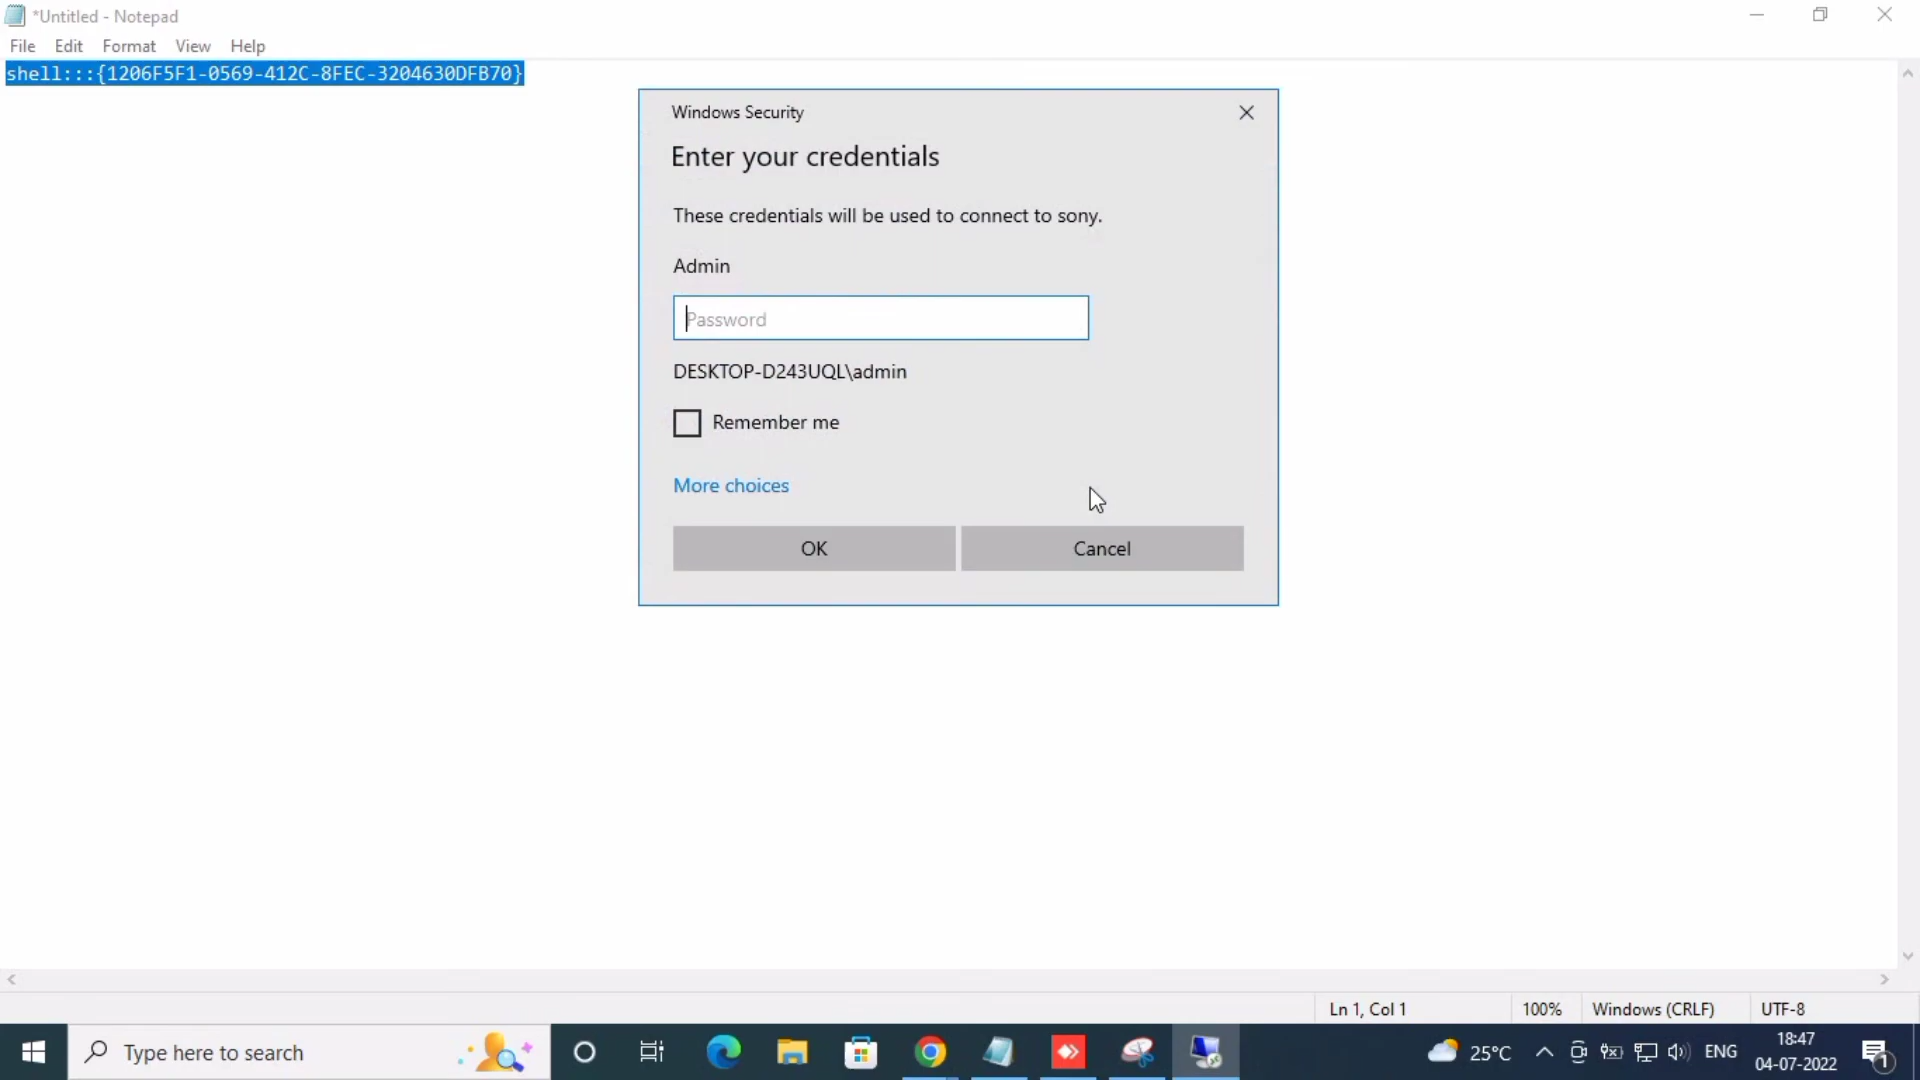 *Untitled - Notepad
File Edit Format View Help
shell:::{1206F5F1-0569-412C-8FEC-3204630DFB70}
Windows Security
Enter your credentials
These credentials will be used to connect to sony.
Admin
Password
DESKTOP-D243UQL\admin
Remember me
More choices
OK Cancel
Ln 1, Col 1 100% Windows (CRLF) UTF-8
Type here to search
25°C ENG
18:47
04-07-2022
1